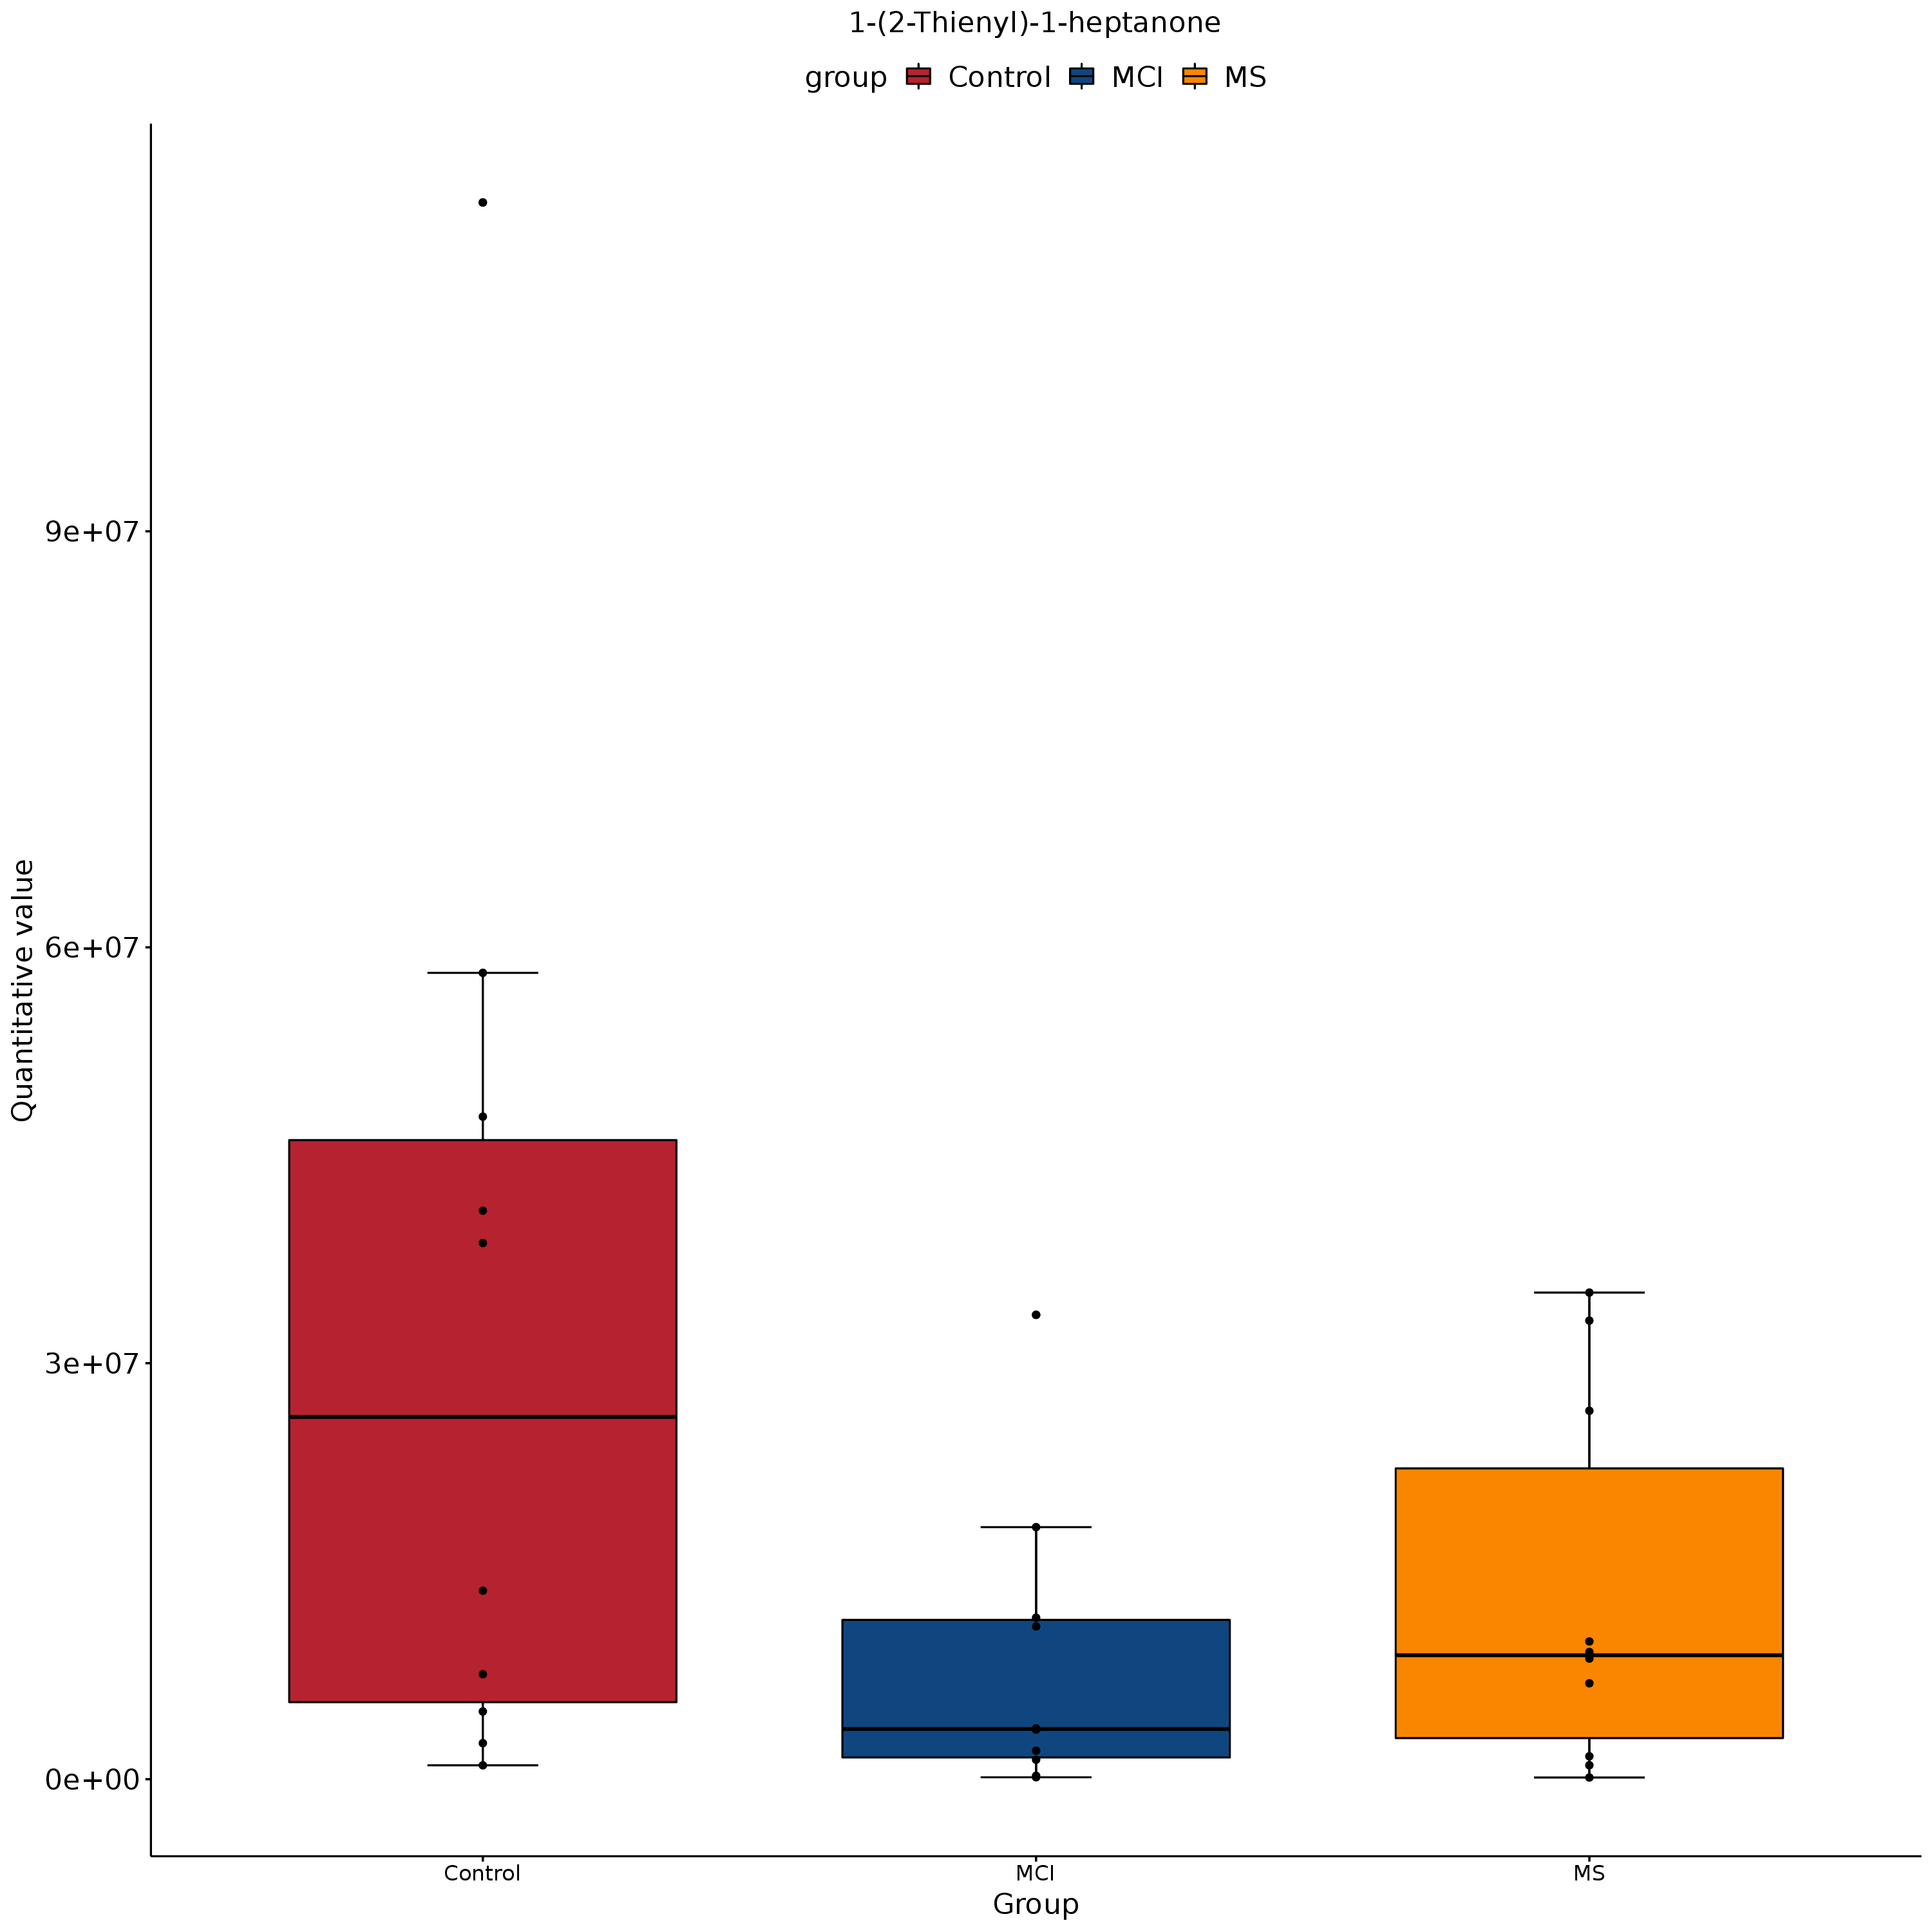 1-(2-Thienyl)-1-heptanone
group Control MCI MS
9e+07
6e+07
3e+07
0e+00
Quantitative value
Control MCI MS
Group